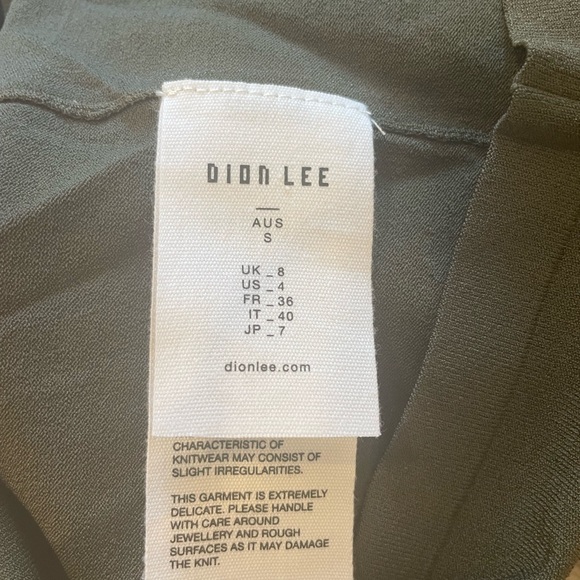 DION LEE
AUS
S
UK _ 8
US _ 4
FR _ 36
IT _ 40
JP _ 7
dionlee.com
CHARACTERISTIC OF
KNITWEAR MAY CONSIST OF
SLIGHT IRREGULARITIES.
THIS GARMENT IS EXTREMELY
DELICATE. PLEASE HANDLE
WITH CARE AROUND
JEWELLERY AND ROUGH
SURFACES AS IT MAY DAMAGE
THE KNIT.